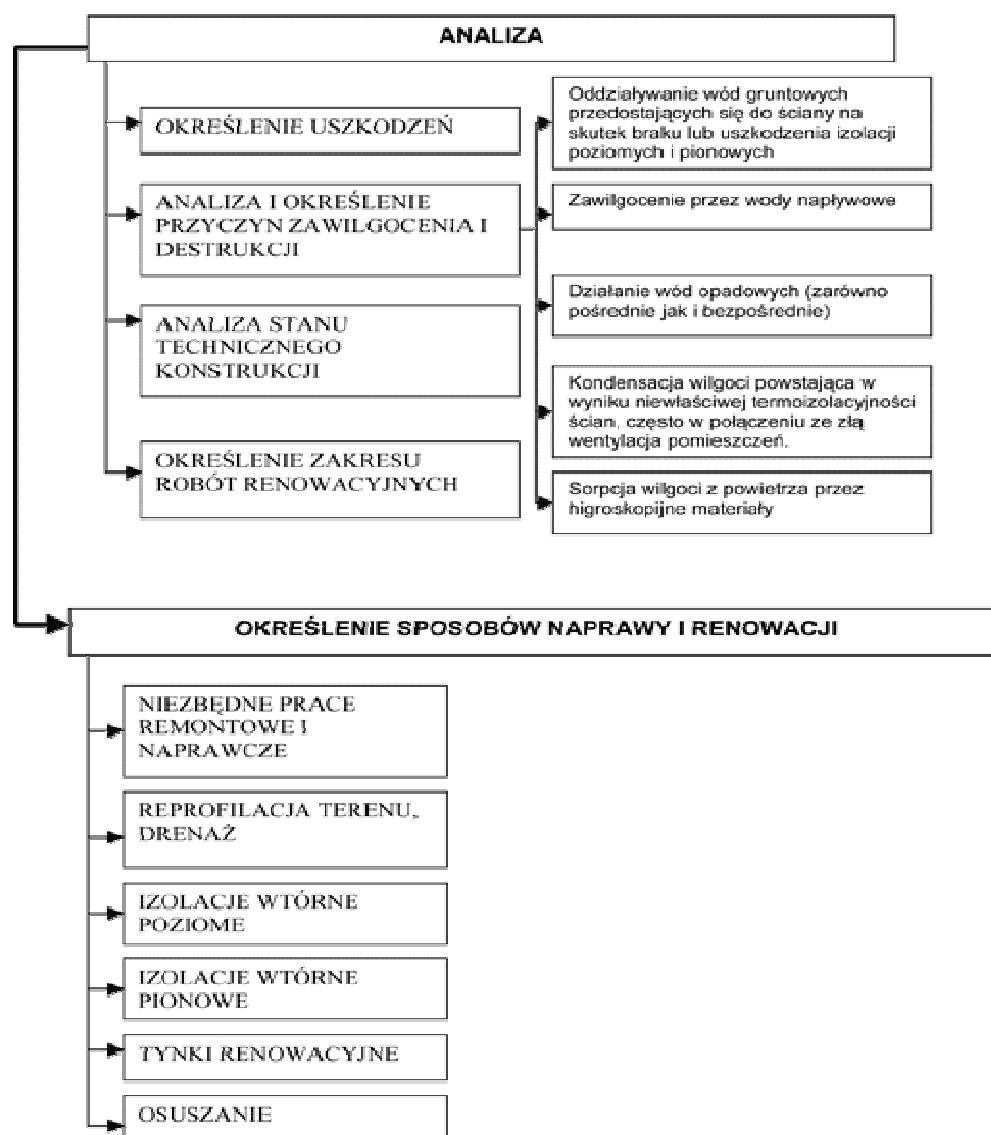 ANALIZA
OKREŚLENIE USZKODZEŃ
ANALIZA I OKREŚLENIE
PRZYCZYN ZAWILGOCENIA I
DESTRUKCJI
ANALIZA STANU
TECHNICZNEGO
KONSTRUKCJI
OKREŚLENIE ZAKRESU
ROBÓT RENOWACYJNYCH
Oddziaływanie wód gruntowych
przedostających się do ściany na
skutek braku lub uszkodzenia izolacji
poziomych i pionowych
Zawilgocenie przez wody napływowe
Działanie wód opadowych (zarówno
pośrednie jak i bezpośrednie)
Kondensacja wilgoci powstająca w
wyniku niewłaściwej termoizolacyjności
ścian, często w połączeniu ze złą
wentylacja pomieszczeń.
Sorpcja wilgoci z powietrza przez
higroskopijne materiały
OKREŚLENIE SPOSOBÓW NAPRAWY I RENOWACJI
NIEZBĘDNE PRACE
REMONTOWE I
NAPRAWCZE
REPROFILACJA TERENU,
DRENAŻ
IZOLACJE WTÓRNE
POZIOME
IZOLACJE WTÓRNE
PIONOWE
TYNKI RENOWACYJNE
OSUSZANIE